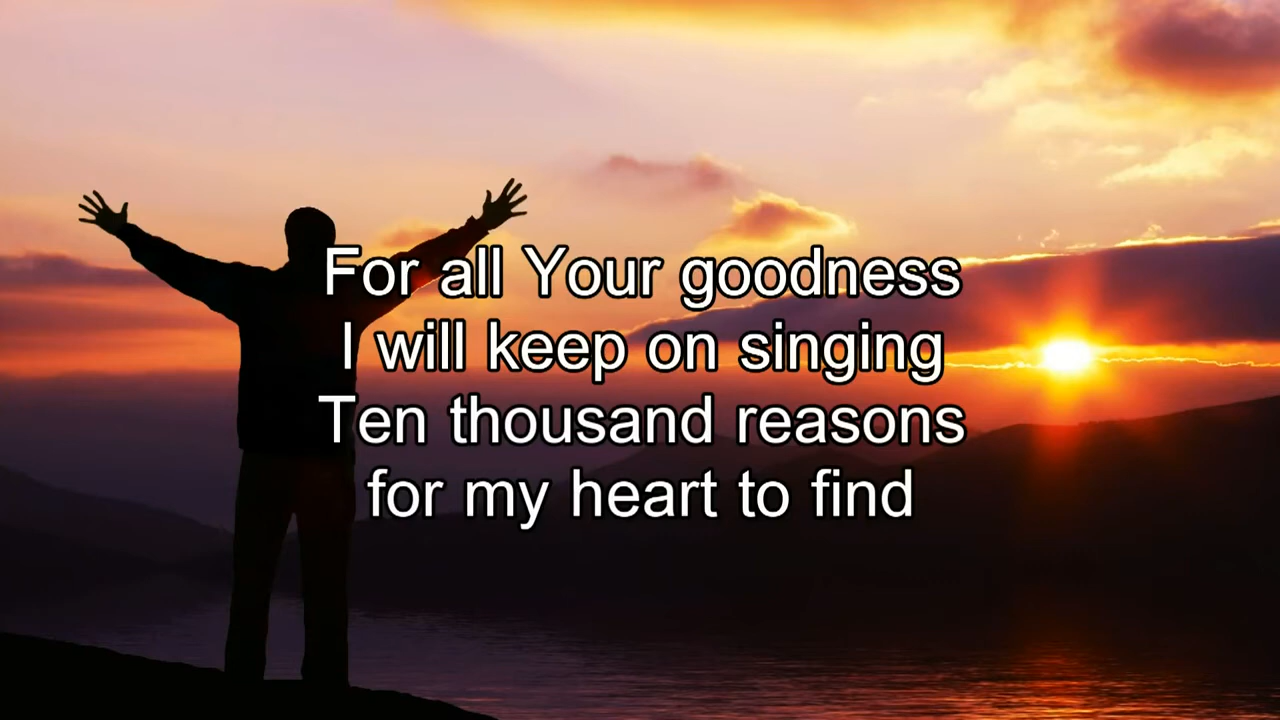 For all Your goodness
I will keep on singing
Ten thousand reasons
for my heart to find